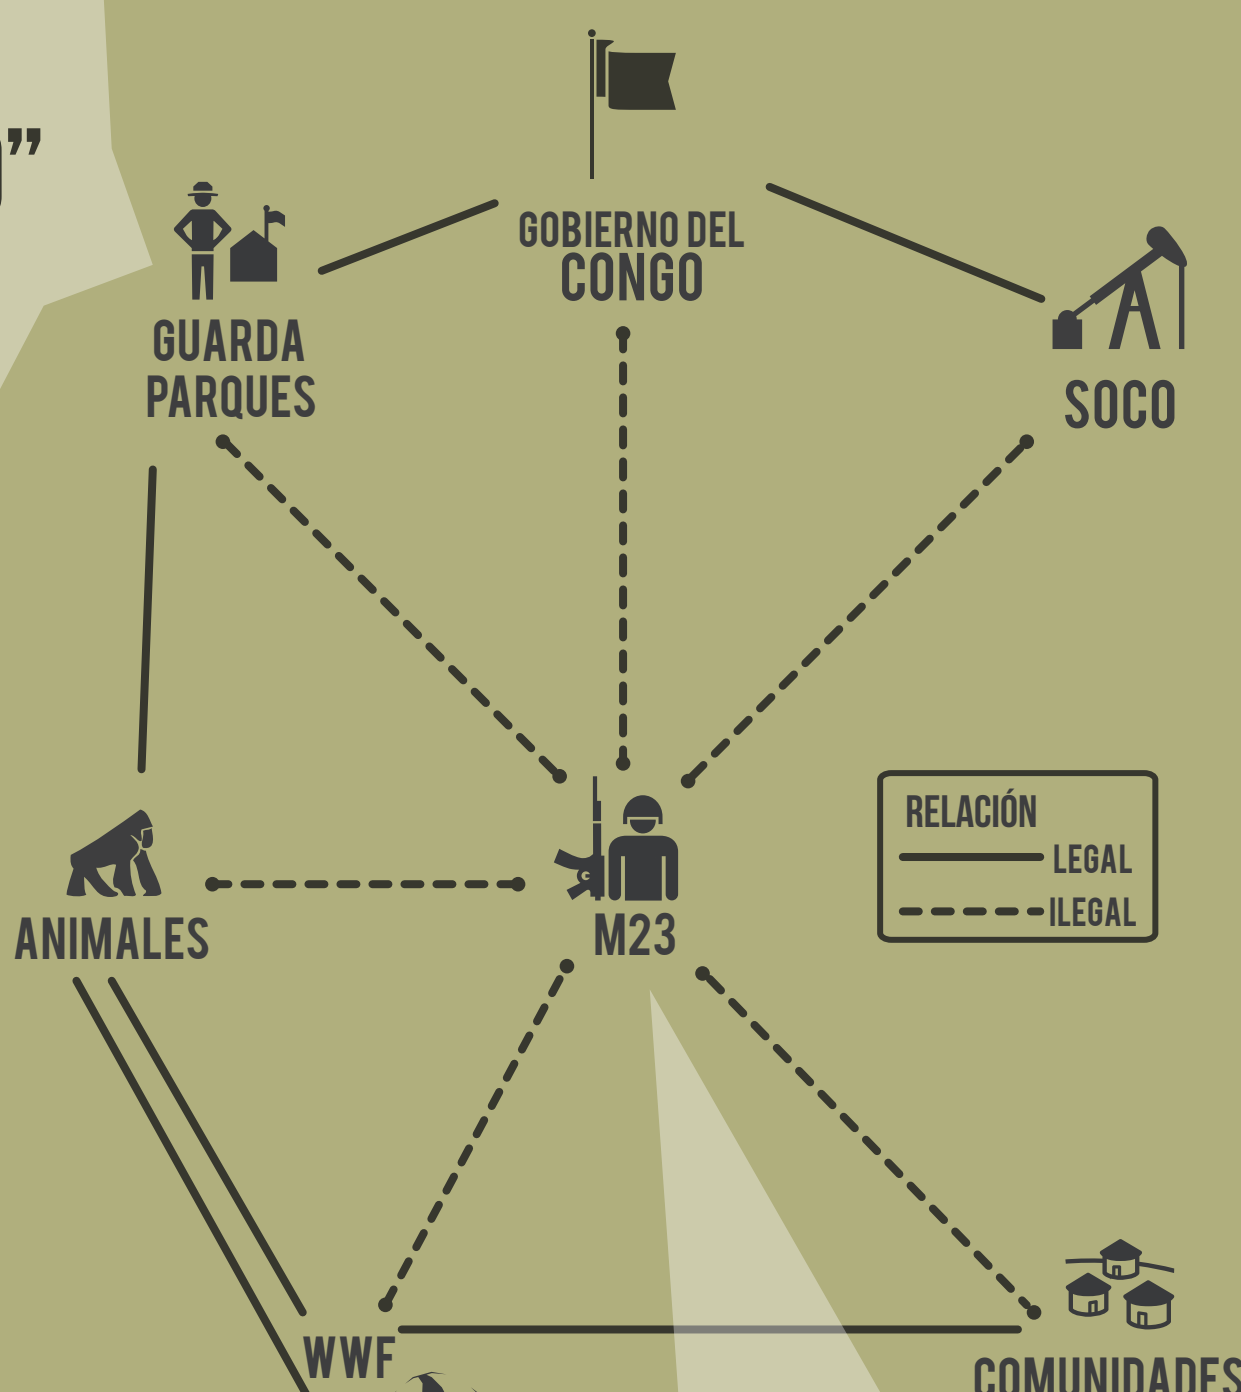 ”
GOBIERNO DEL
CONGO
GUARDA
PARQUES
SOCO
RELACIÓN
LEGAL
ILEGAL
ANIMALES
M23
WWF
COMUNIDADES